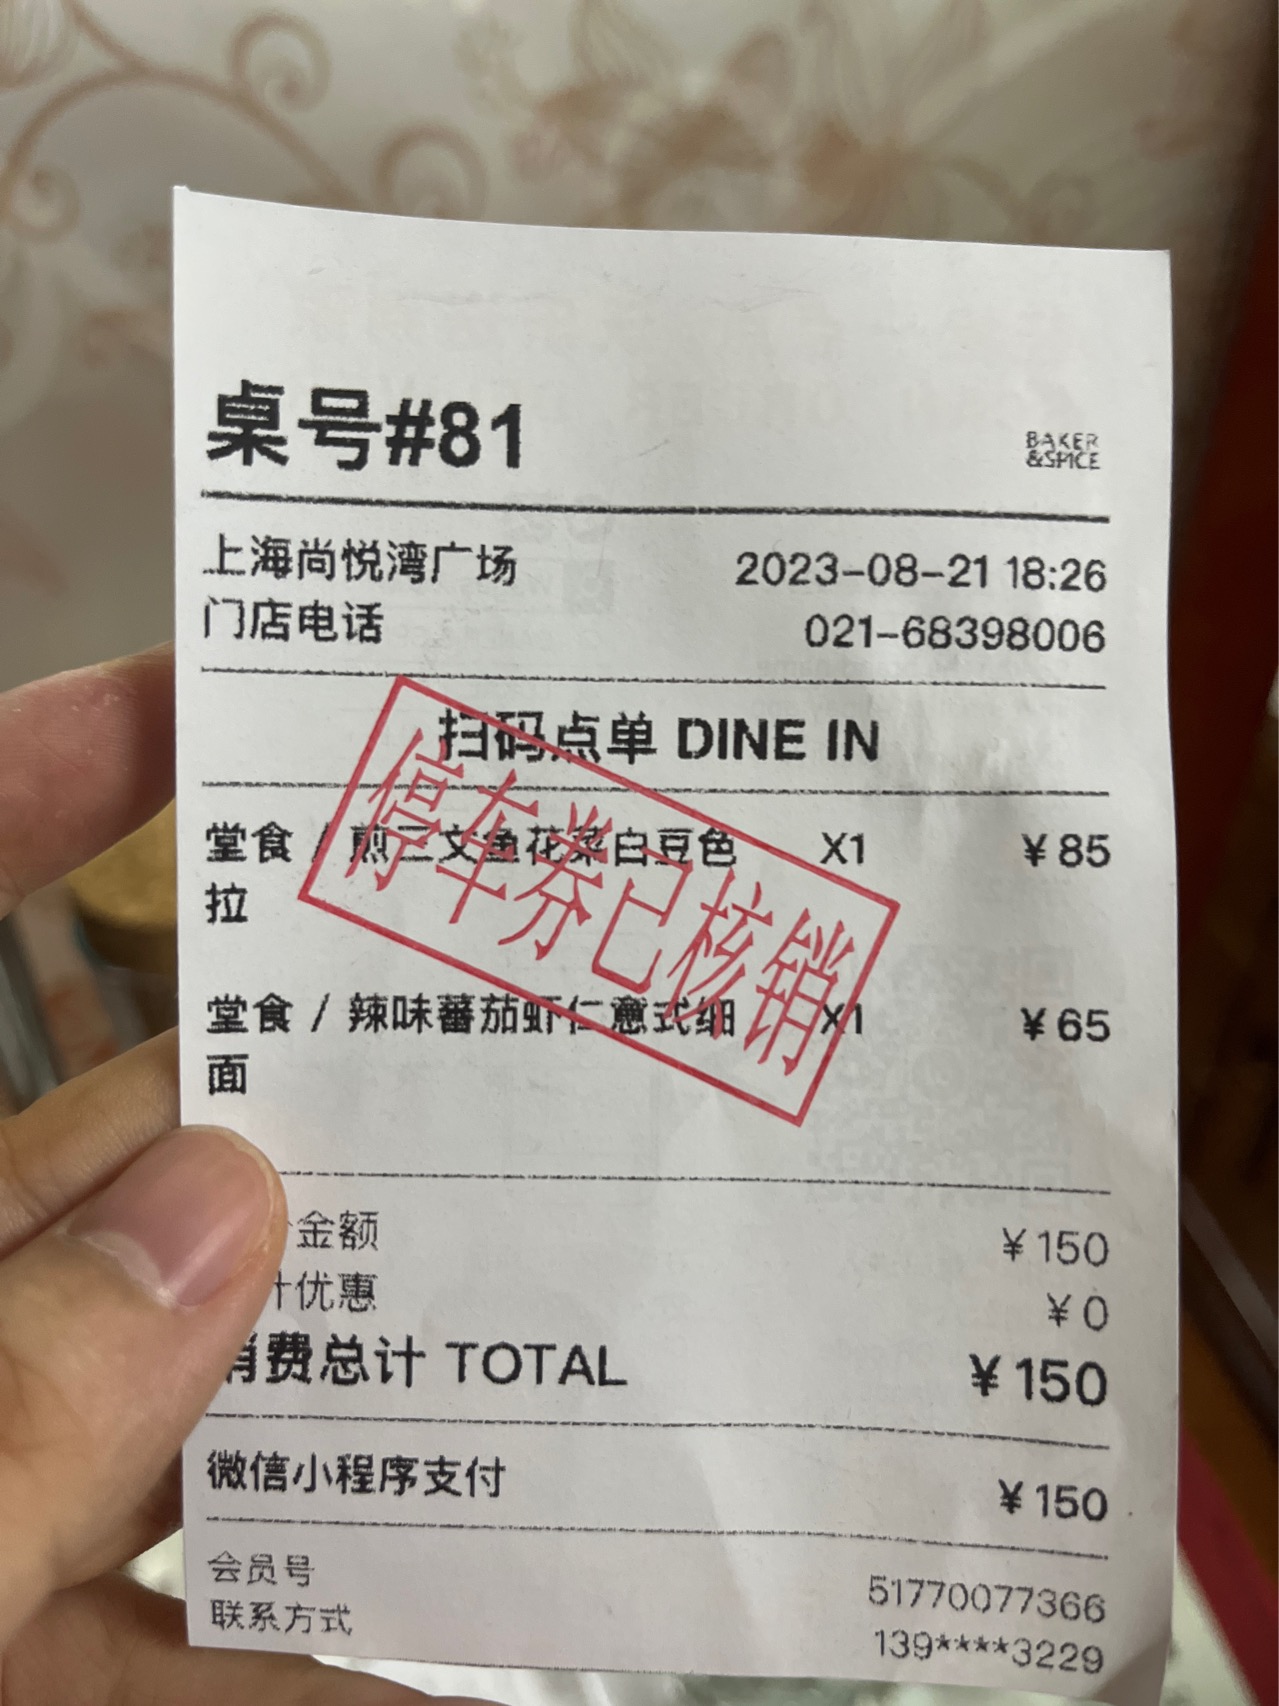 桌号#81
BAKER
&SPICE
上海尚悦湾广场 2023-08-21 18:26
门店电话 021-68398006
扫码点单 DINE IN
停车券已核销
堂食 / 煎三文鱼花菜白豆色 X1 ¥85
拉
堂食 / 辣味蕃茄虾仁意式细 X1 ¥65
面
金额 ¥150
计优惠 ¥0
消费总计 TOTAL ¥150
微信小程序支付 ¥150
会员号 51770077366
联系方式 139****3229